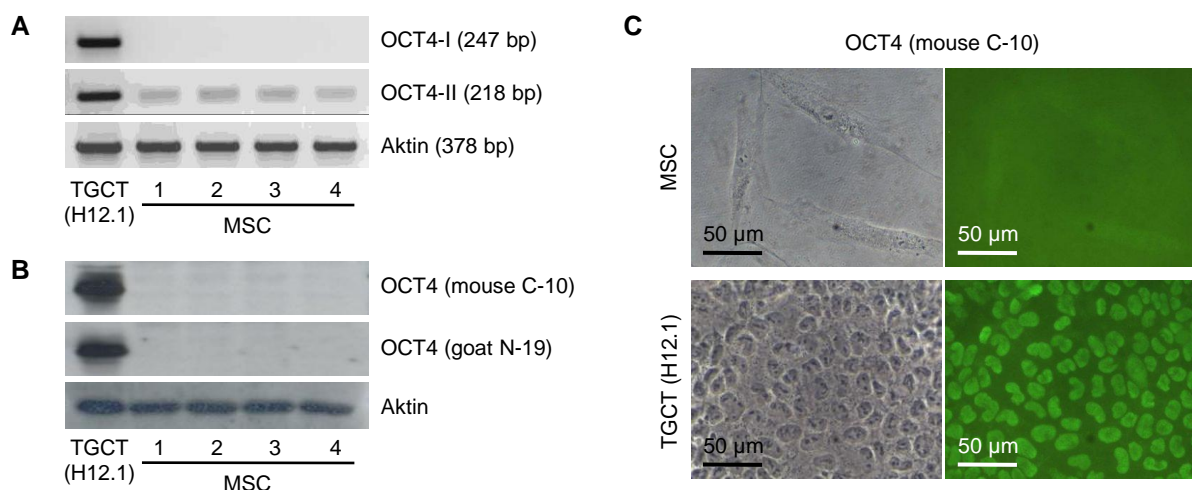 A
OCT4-I (247 bp)
OCT4-II (218 bp)
Aktin (378 bp)
TGCT
(H12.1)
1 2 3 4
MSC
B
OCT4 (mouse C-10)
OCT4 (goat N-19)
Aktin
TGCT
(H12.1)
1 2 3 4
MSC
C
OCT4 (mouse C-10)
MSC
50 µm
50 µm
TGCT (H12.1)
50 µm
50 µm